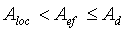 A_loc < A_ef ≤ A_d